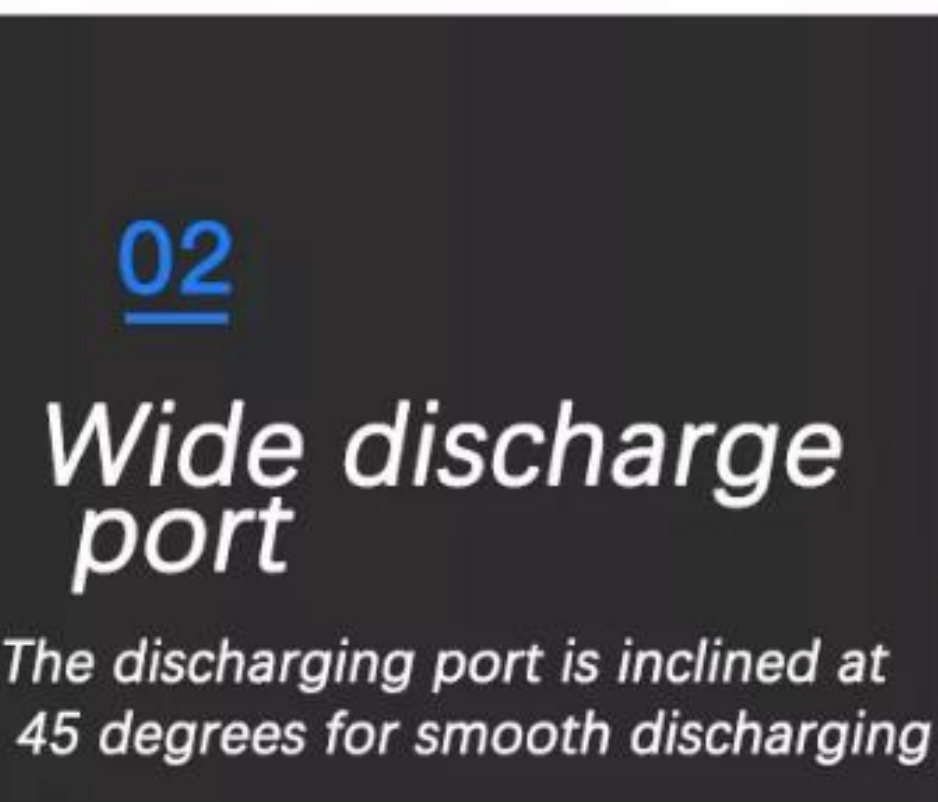 02
Wide discharge
port
The discharging port is inclined at
45 degrees for smooth discharging